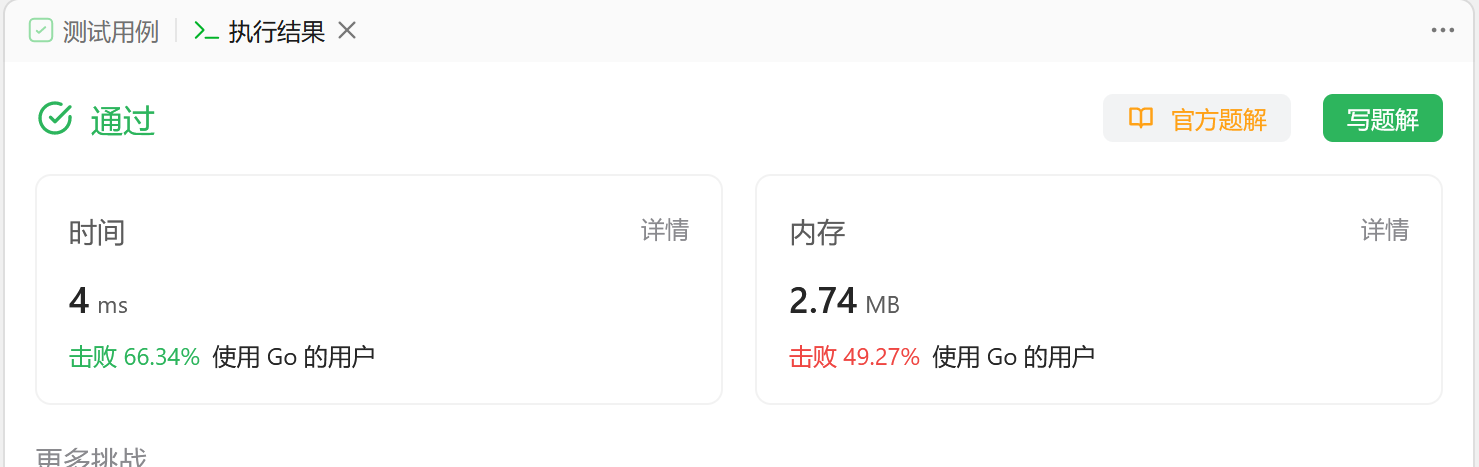 测试用例 执行结果
通过 官方题解 写题解
时间 详情
4 ms
击败 66.34% 使用 Go 的用户
内存 详情
2.74 MB
击败 49.27% 使用 Go 的用户
更多挑战